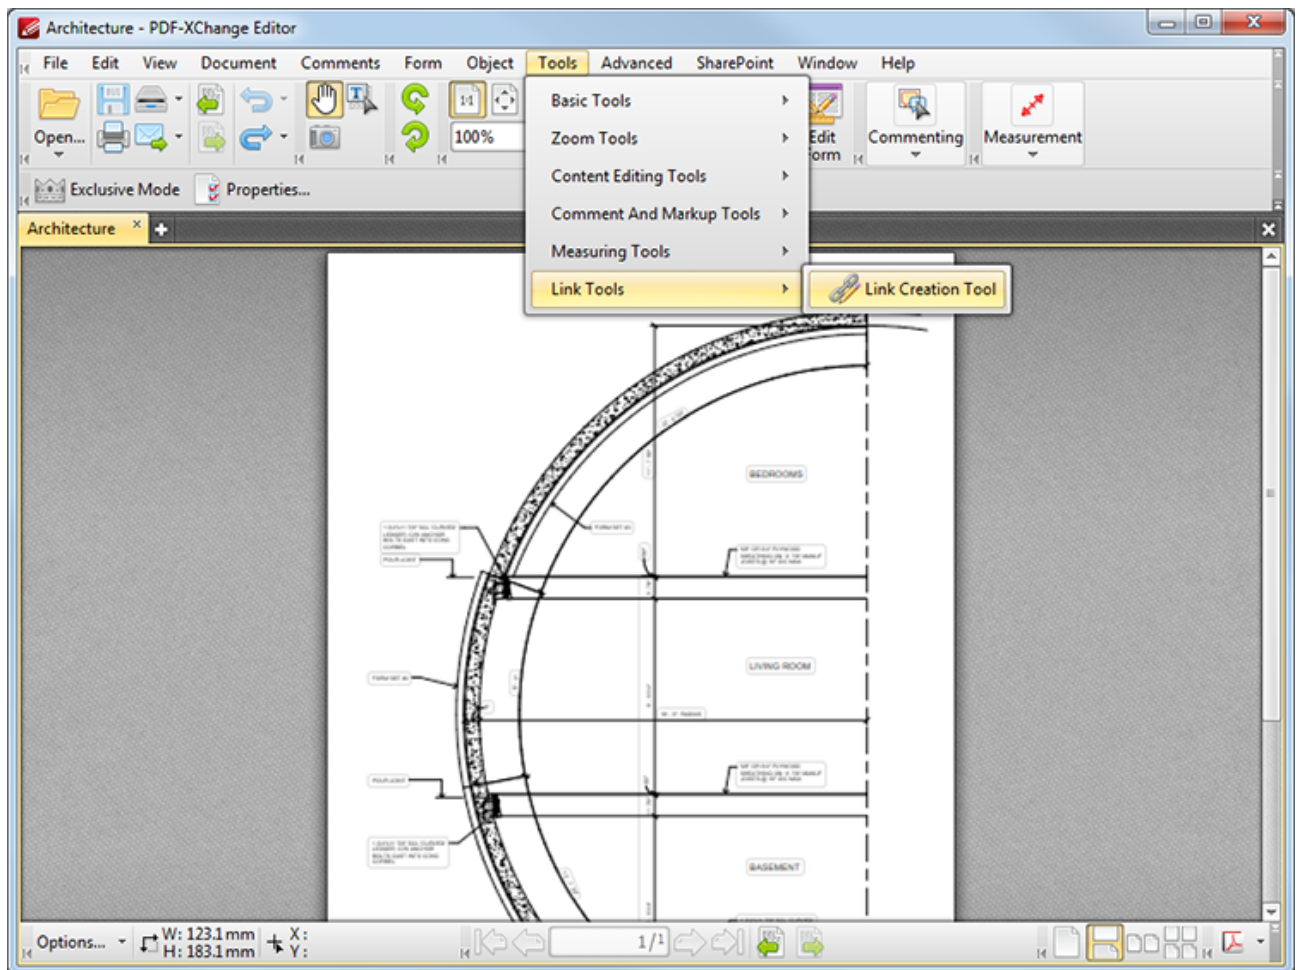 Architecture - PDF-XChange Editor
File Edit View Document Comments Form Object Tools Advanced SharePoint Window Help
Open...
100%
Edit
orm
Commenting
Measurement
Exclusive Mode Properties...
Basic Tools
Zoom Tools
Content Editing Tools
Comment And Markup Tools
Measuring Tools
Link Tools
Link Creation Tool
Architecture
BEDROOMS
LIVING ROOM
BASEMENT
Options...
W: 123.1 mm
H: 183.1 mm
X:
Y:
1/1